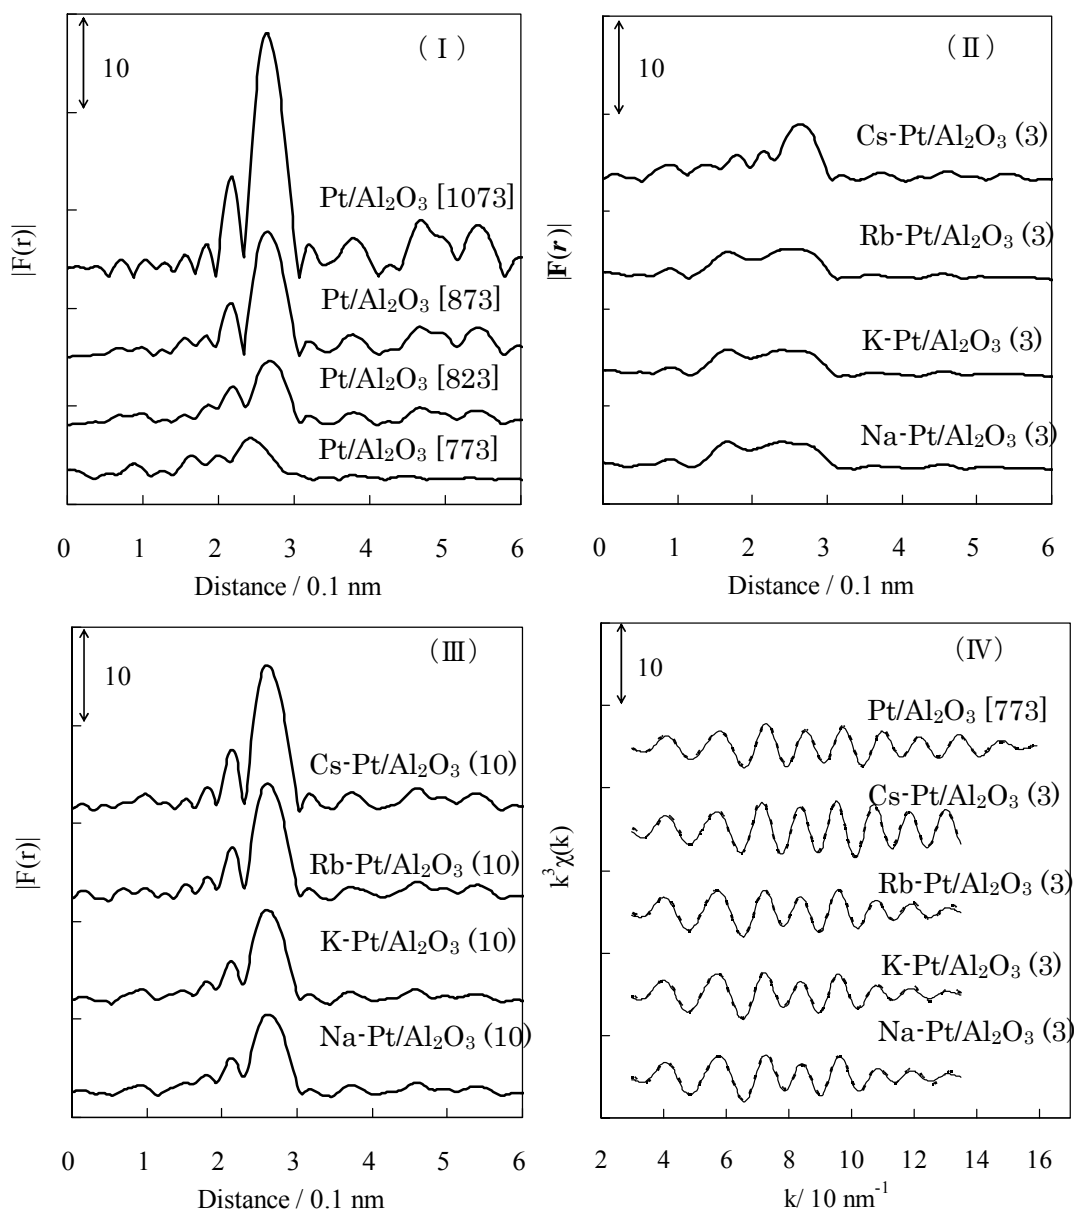 (Ⅰ)
10
Pt/Al₂O₃ [1073]
Pt/Al₂O₃ [873]
Pt/Al₂O₃ [823]
Pt/Al₂O₃ [773]
|F(r)|
0 1 2 3 4 5 6
Distance / 0.1 nm
(Ⅱ)
10
Cs-Pt/Al₂O₃ (3)
Rb-Pt/Al₂O₃ (3)
K-Pt/Al₂O₃ (3)
Na-Pt/Al₂O₃ (3)
|F(r)|
0 1 2 3 4 5 6
Distance / 0.1 nm
(Ⅲ)
10
Cs-Pt/Al₂O₃ (10)
Rb-Pt/Al₂O₃ (10)
K-Pt/Al₂O₃ (10)
Na-Pt/Al₂O₃ (10)
|F(r)|
0 1 2 3 4 5 6
Distance / 0.1 nm
(Ⅳ)
10
Pt/Al₂O₃ [773]
Cs-Pt/Al₂O₃ (3)
Rb-Pt/Al₂O₃ (3)
K-Pt/Al₂O₃ (3)
Na-Pt/Al₂O₃ (3)
k³χ(k)
2 4 6 8 10 12 14 16
k/ 10 nm⁻¹